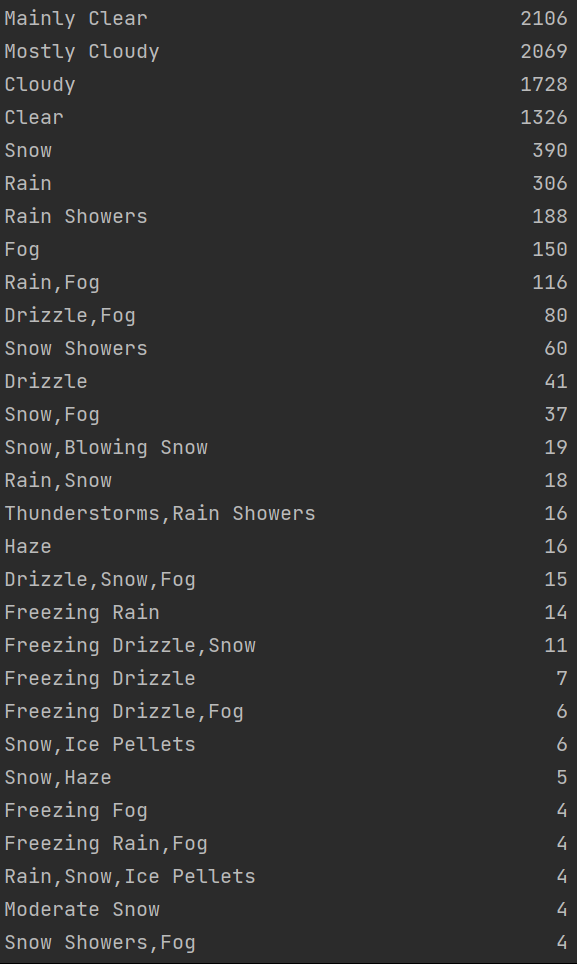 Mainly Clear 2106
Mostly Cloudy 2069
Cloudy 1728
Clear 1326
Snow 390
Rain 306
Rain Showers 188
Fog 150
Rain,Fog 116
Drizzle,Fog 80
Snow Showers 60
Drizzle 41
Snow,Fog 37
Snow,Blowing Snow 19
Rain,Snow 18
Thunderstorms,Rain Showers 16
Haze 16
Drizzle,Snow,Fog 15
Freezing Rain 14
Freezing Drizzle,Snow 11
Freezing Drizzle 7
Freezing Drizzle,Fog 6
Snow,Ice Pellets 6
Snow,Haze 5
Freezing Fog 4
Freezing Rain,Fog 4
Rain,Snow,Ice Pellets 4
Moderate Snow 4
Snow Showers,Fog 4